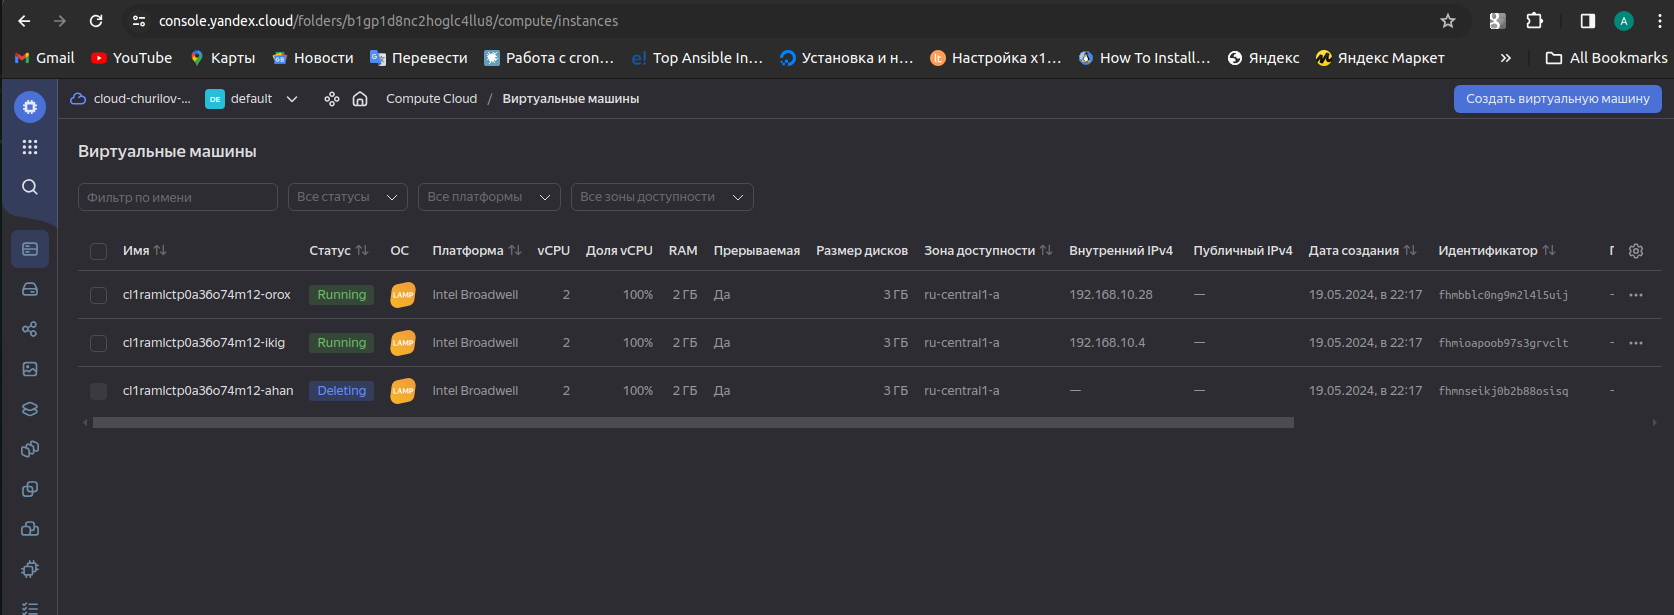 console.yandex.cloud/folders/b1gp1d8nc2hoglc4llu8/compute/instances
A
Gmail YouTube Карты Новости Перевести Работа с cron... Top Ansible In... Установка и н... Настройка x1... How To Install... Яндекс Яндекс Маркет » All Bookmarks
cloud-churilov-... DE default Compute Cloud / Виртуальные машины Создать виртуальную машину
Виртуальные машины
Фильтр по имени Все статусы Все платформы Все зоны доступности
Имя Статус ОС Платформа vCPU Доля vCPU RAM Прерываемая Размер дисков Зона доступности Внутренний IPv4 Публичный IPv4 Дата создания Идентификатор
cl1ramlctp0a36o74m12-orox Running LAMP Intel Broadwell 2 100% 2 ГБ Да 3 ГБ ru-central1-a 192.168.10.28 — 19.05.2024, в 22:17 fhmbblc0ng9m2l4l5uij –
cl1ramlctp0a36o74m12-ikig Running LAMP Intel Broadwell 2 100% 2 ГБ Да 3 ГБ ru-central1-a 192.168.10.4 — 19.05.2024, в 22:17 fhmioapoob97s3grvclt –
cl1ramlctp0a36o74m12-ahan Deleting LAMP Intel Broadwell 2 100% 2 ГБ Да 3 ГБ ru-central1-a — — 19.05.2024, в 22:17 fhmnseikj0b2b88osisq –